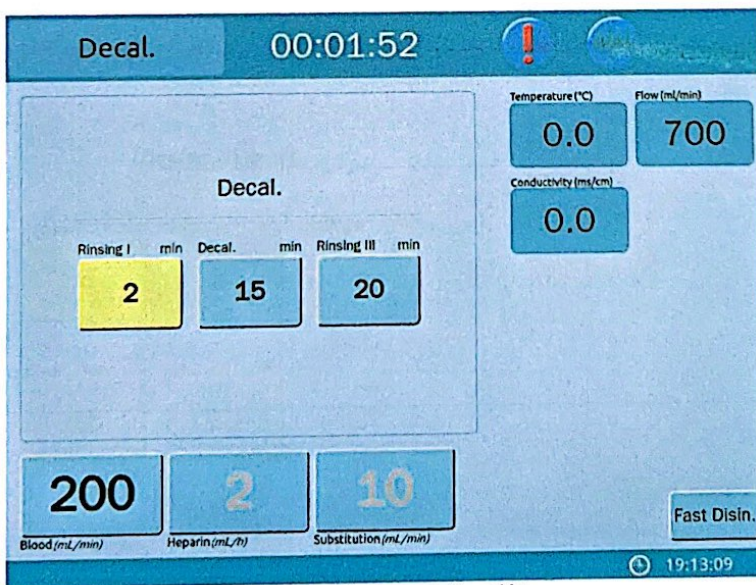 Decal. 00:01:52
Temperature (°C) Flow (ml/min)
0.0 700
Decal.
Conductivity (ms/cm)
0.0
Rinsing I min Decal. min Rinsing III min
2 15 20
200 2 10
Blood (mL/min) Heparin (mL/h) Substitution (mL/min)
Fast Disin.
19:13:09